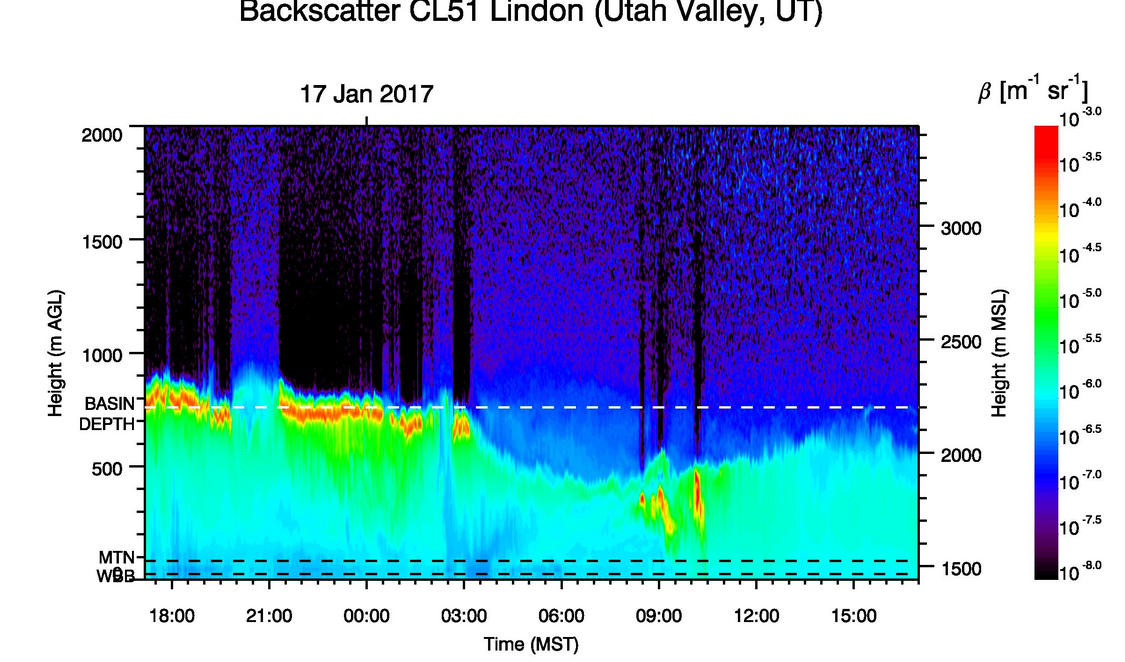 Backscatter CL51 Lindon (Utah Valley, UT)
17 Jan 2017
β [m-1 sr-1]
2000
1500
1000
BASIN
DEPTH
500
MTN
0
WBB
Height (m AGL)
3000
2500
2000
1500
Height (m MSL)
18:00 21:00 00:00 03:00 06:00 09:00 12:00 15:00
Time (MST)
10-3.0
10-3.5
10-4.0
10-4.5
10-5.0
10-5.5
10-6.0
10-6.5
10-7.0
10-7.5
10-8.0